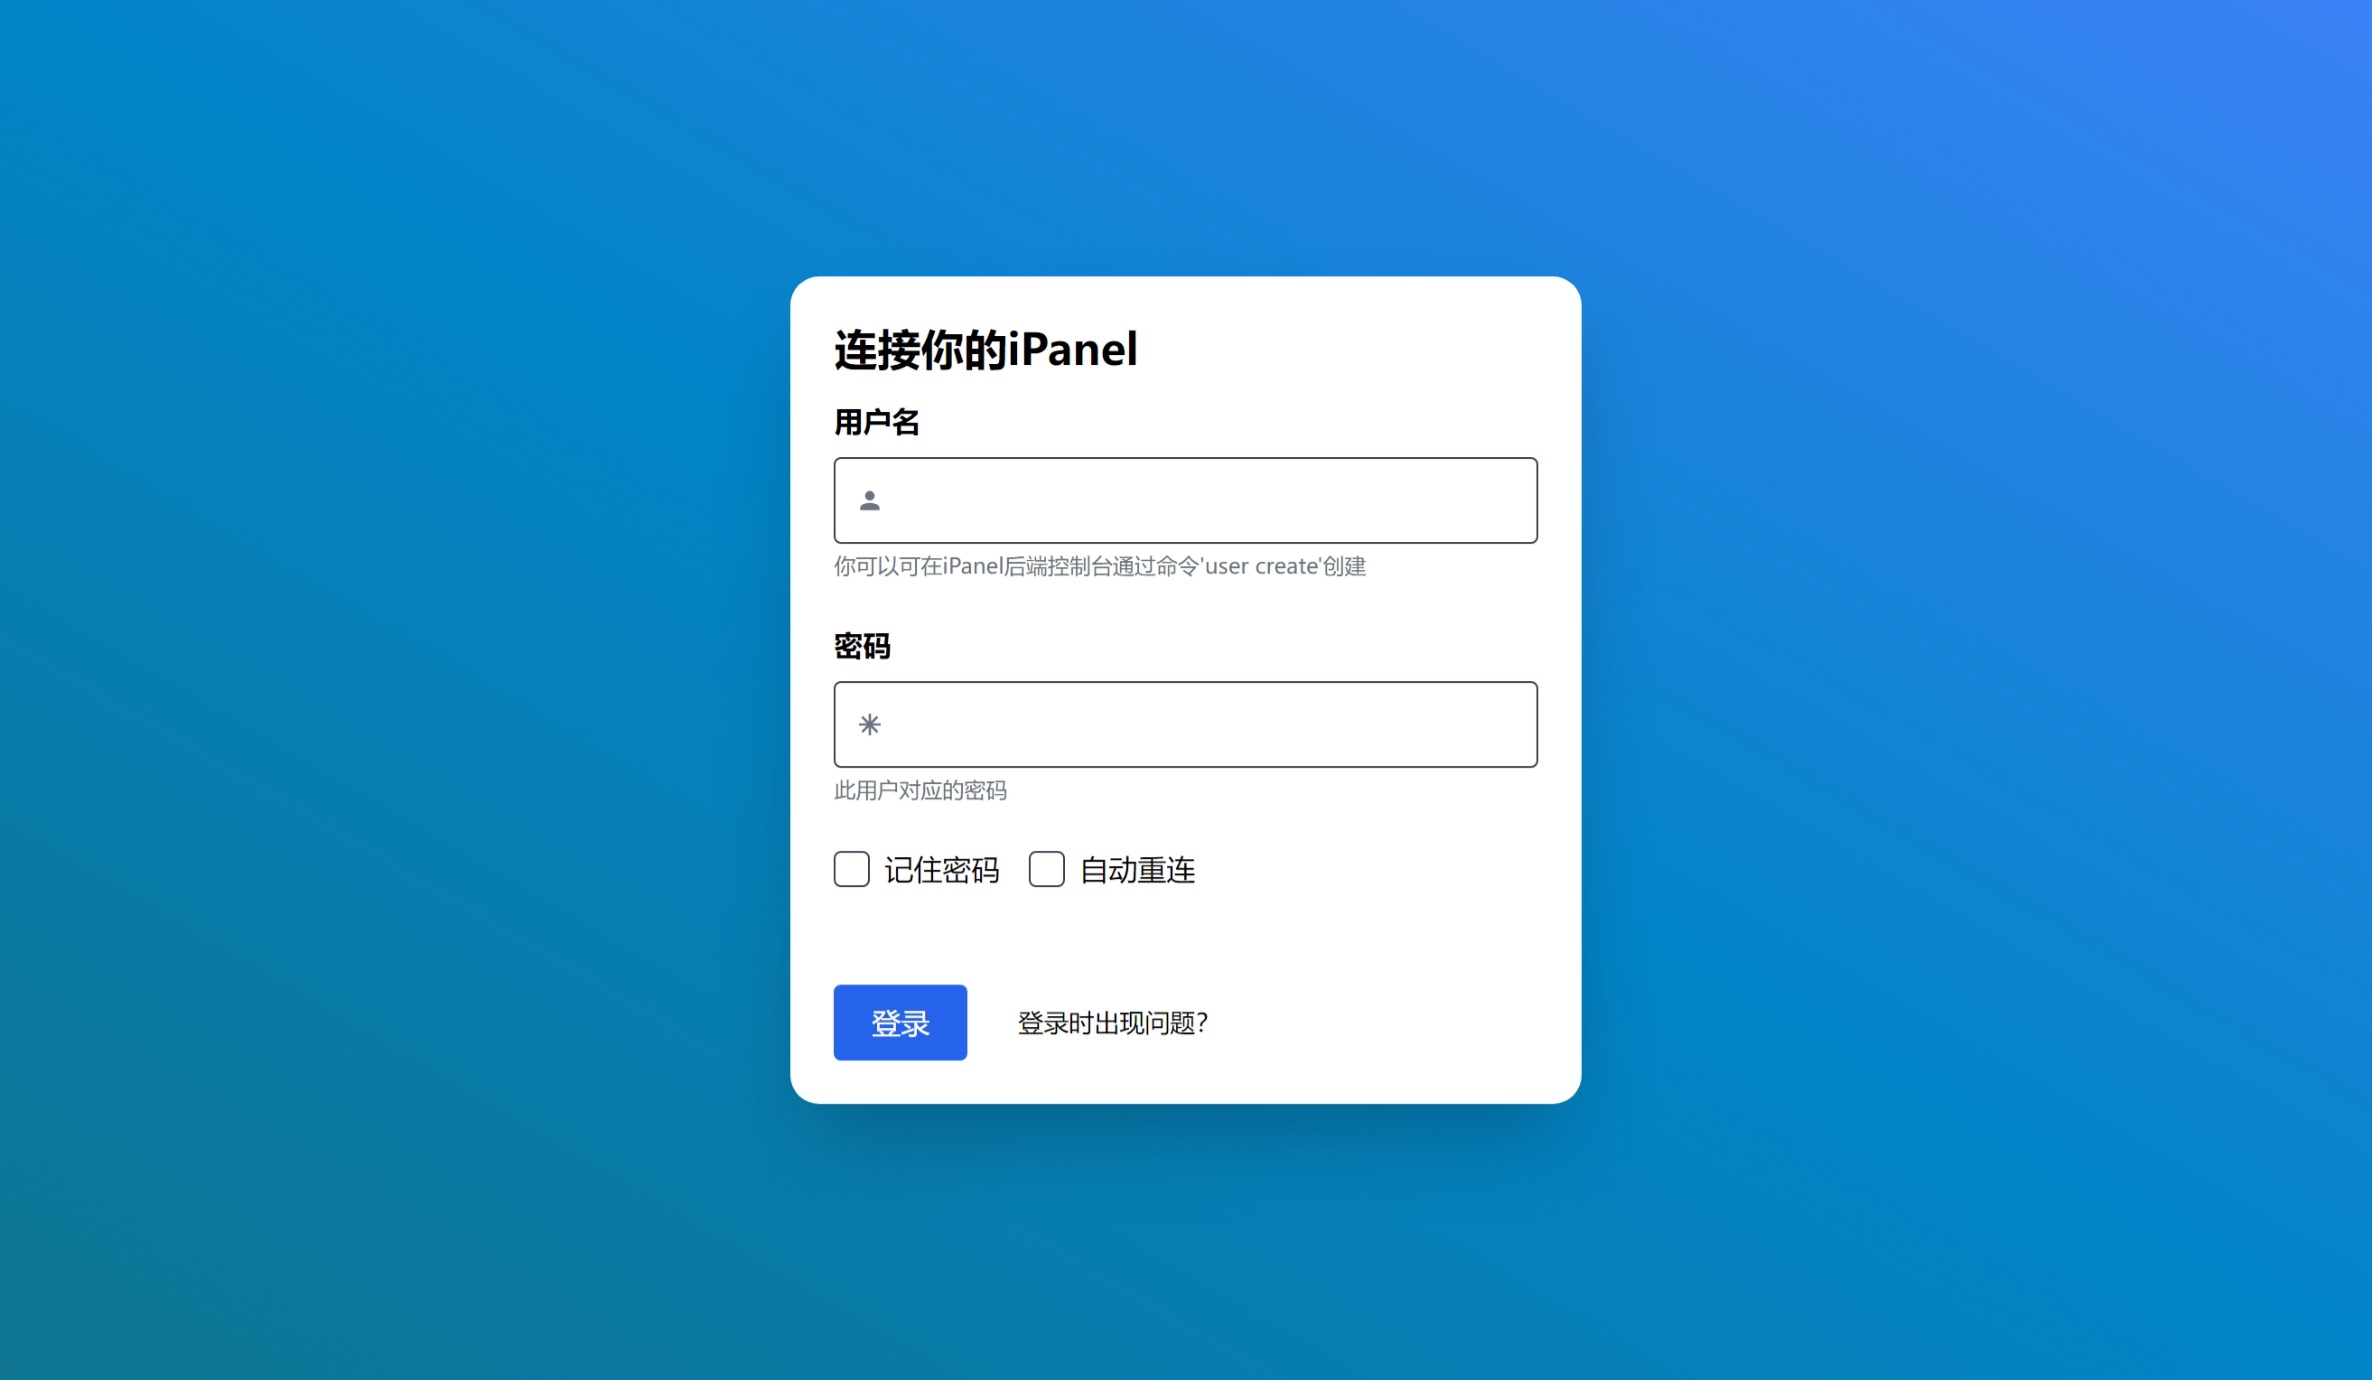 连接你的iPanel
用户名
你可以可在iPanel后端控制台通过命令'user create'创建
密码
此用户对应的密码
记住密码 自动重连
登录 登录时出现问题?